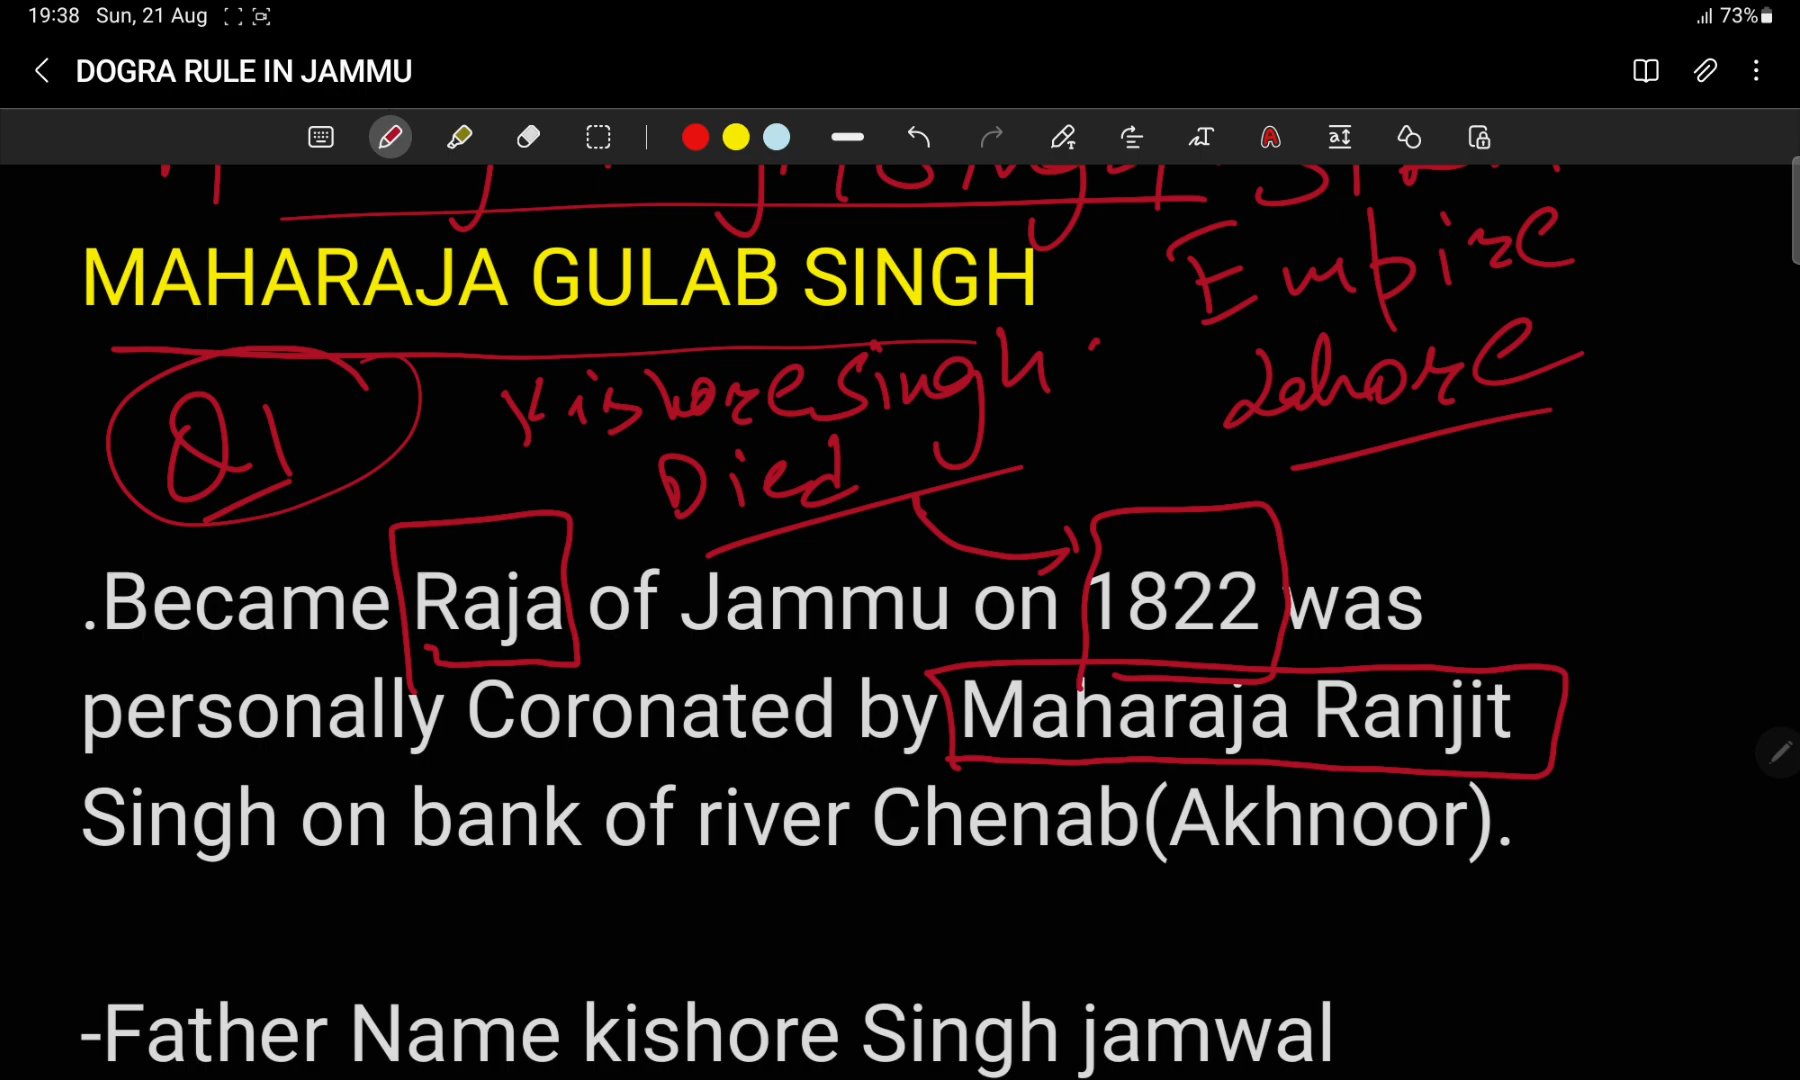 19:38 Sun, 21 Aug
73%
DOGRA RULE IN JAMMU
MAHARAJA GULAB SINGH
Empire
Lahore
Q1
Kishore Singh
Died
.Became Raja of Jammu on 1822 was
personally Coronated by Maharaja Ranjit
Singh on bank of river Chenab(Akhnoor).
-Father Name kishore Singh jamwal